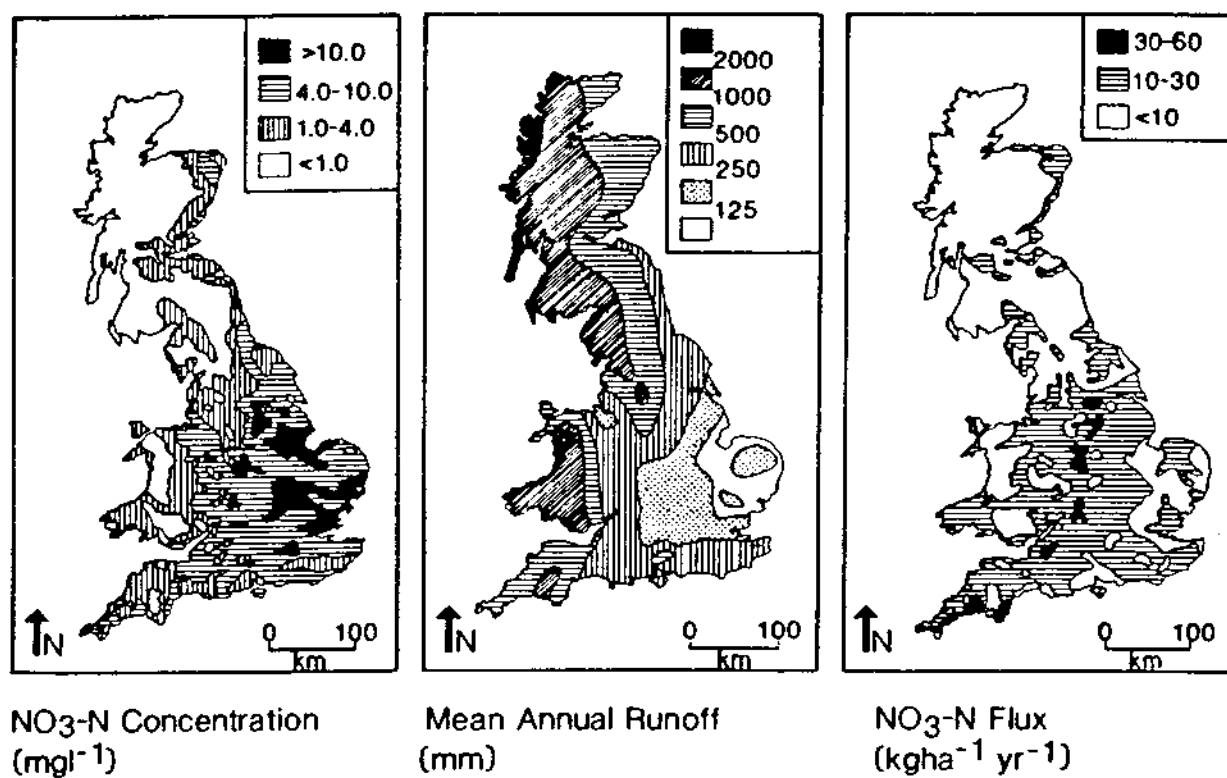 >10.0
4.0-10.0
1.0-4.0
<1.0
N
0 100
km
NO3-N Concentration
(mgl-1)
2000
1000
500
250
125
N
0 100
km
Mean Annual Runoff
(mm)
30-60
10-30
<10
N
0 100
km
NO3-N Flux
(kgha-1 yr-1)